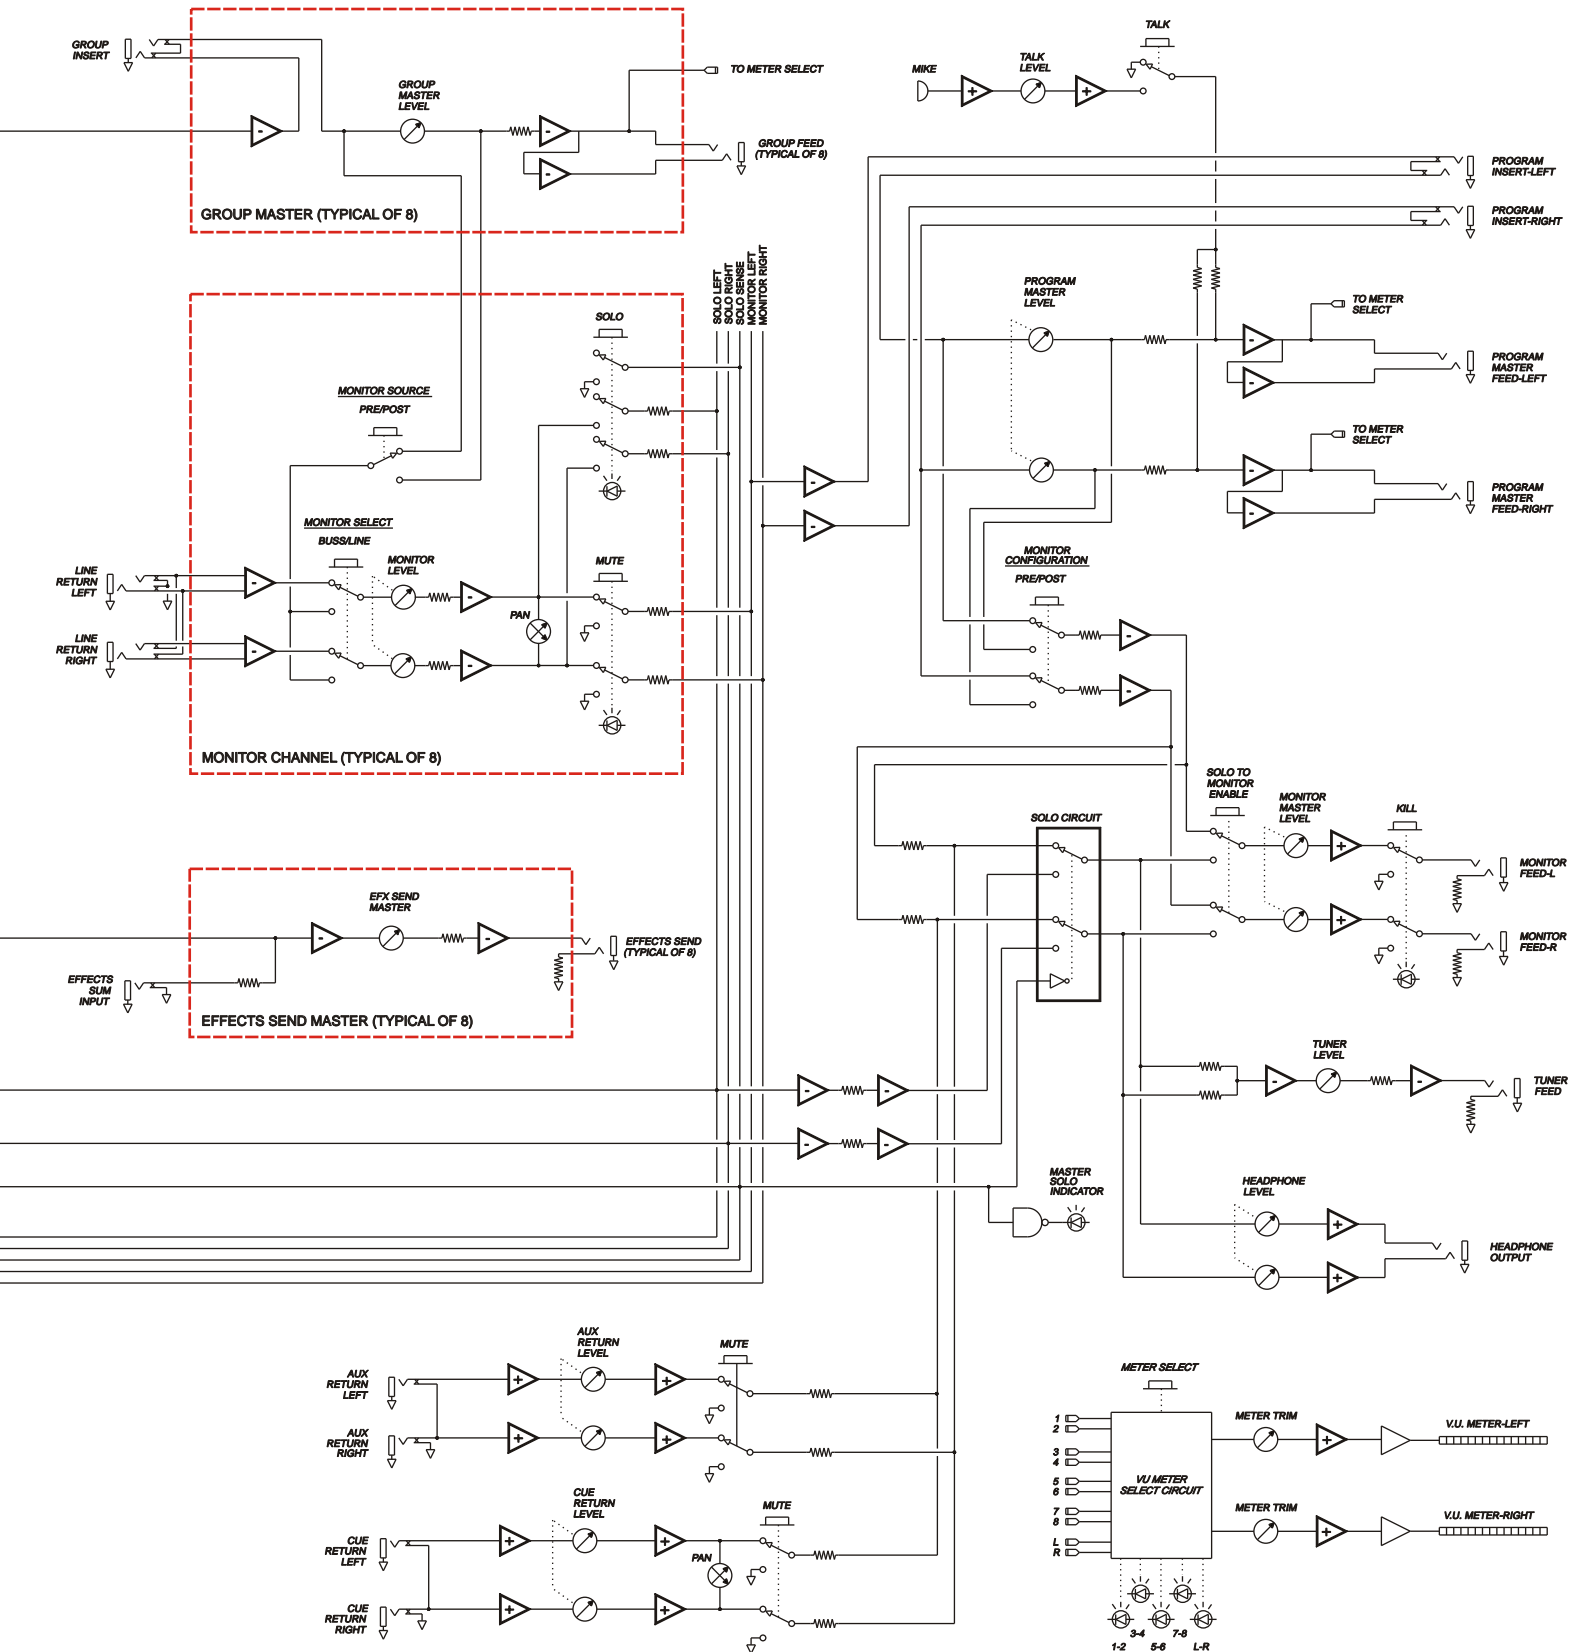 GROUP
INSERT
GROUP
MASTER
LEVEL
TO METER SELECT
GROUP FEED
(TYPICAL OF 8)
GROUP MASTER (TYPICAL OF 8)
TALK
MIKE
TALK
LEVEL
+
+
-
-
-
PROGRAM
INSERT-LEFT
PROGRAM
INSERT-RIGHT
SOLO LEFT
SOLO RIGHT
SOLO SENSE
MONITOR LEFT
MONITOR RIGHT
PROGRAM
MASTER
LEVEL
TO METER
SELECT
-
-
PROGRAM
MASTER
FEED-LEFT
TO METER
SELECT
-
-
PROGRAM
MASTER
FEED-RIGHT
SOLO
MONITOR SOURCE
PRE/POST
MONITOR SELECT
BUSS/LINE
MONITOR
LEVEL
MUTE
PAN
LINE
RETURN
LEFT
LINE
RETURN
RIGHT
-
-
-
-
MONITOR CHANNEL (TYPICAL OF 8)
-
-
MONITOR
CONFIGURATION
PRE/POST
-
-
SOLO CIRCUIT
SOLO TO
MONITOR
ENABLE
MONITOR
MASTER
LEVEL
KILL
+
+
MONITOR
FEED-L
MONITOR
FEED-R
EFX SEND
MASTER
-
-
EFFECTS SEND
(TYPICAL OF 8)
EFFECTS
SUM
INPUT
EFFECTS SEND MASTER (TYPICAL OF 8)
-
-
-
-
TUNER
LEVEL
-
-
TUNER
FEED
MASTER
SOLO
INDICATOR
HEADPHONE
LEVEL
+
+
HEADPHONE
OUTPUT
AUX
RETURN
LEVEL
MUTE
AUX
RETURN
LEFT
+
+
AUX
RETURN
RIGHT
+
+
CUE
RETURN
LEVEL
MUTE
CUE
RETURN
LEFT
+
+
PAN
CUE
RETURN
RIGHT
+
+
METER SELECT
1
2
3
4
5
6
7
8
L
R
VU METER
SELECT CIRCUIT
METER TRIM
+
V.U. METER-LEFT
METER TRIM
+
V.U. METER-RIGHT
3-4
7-8
1-2
5-6
L-R